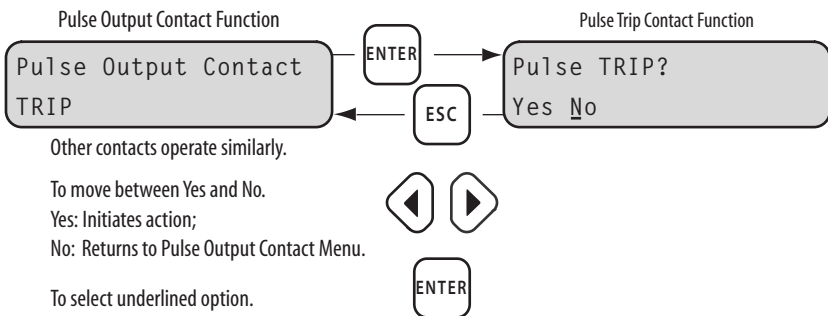 Pulse Output Contact Function
Pulse Trip Contact Function
ENTER
Pulse Output Contact
TRIP
Pulse TRIP?
Yes No
ESC
Other contacts operate similarly.
To move between Yes and No.
Yes: Initiates action;
No: Returns to Pulse Output Contact Menu.
ENTER
To select underlined option.